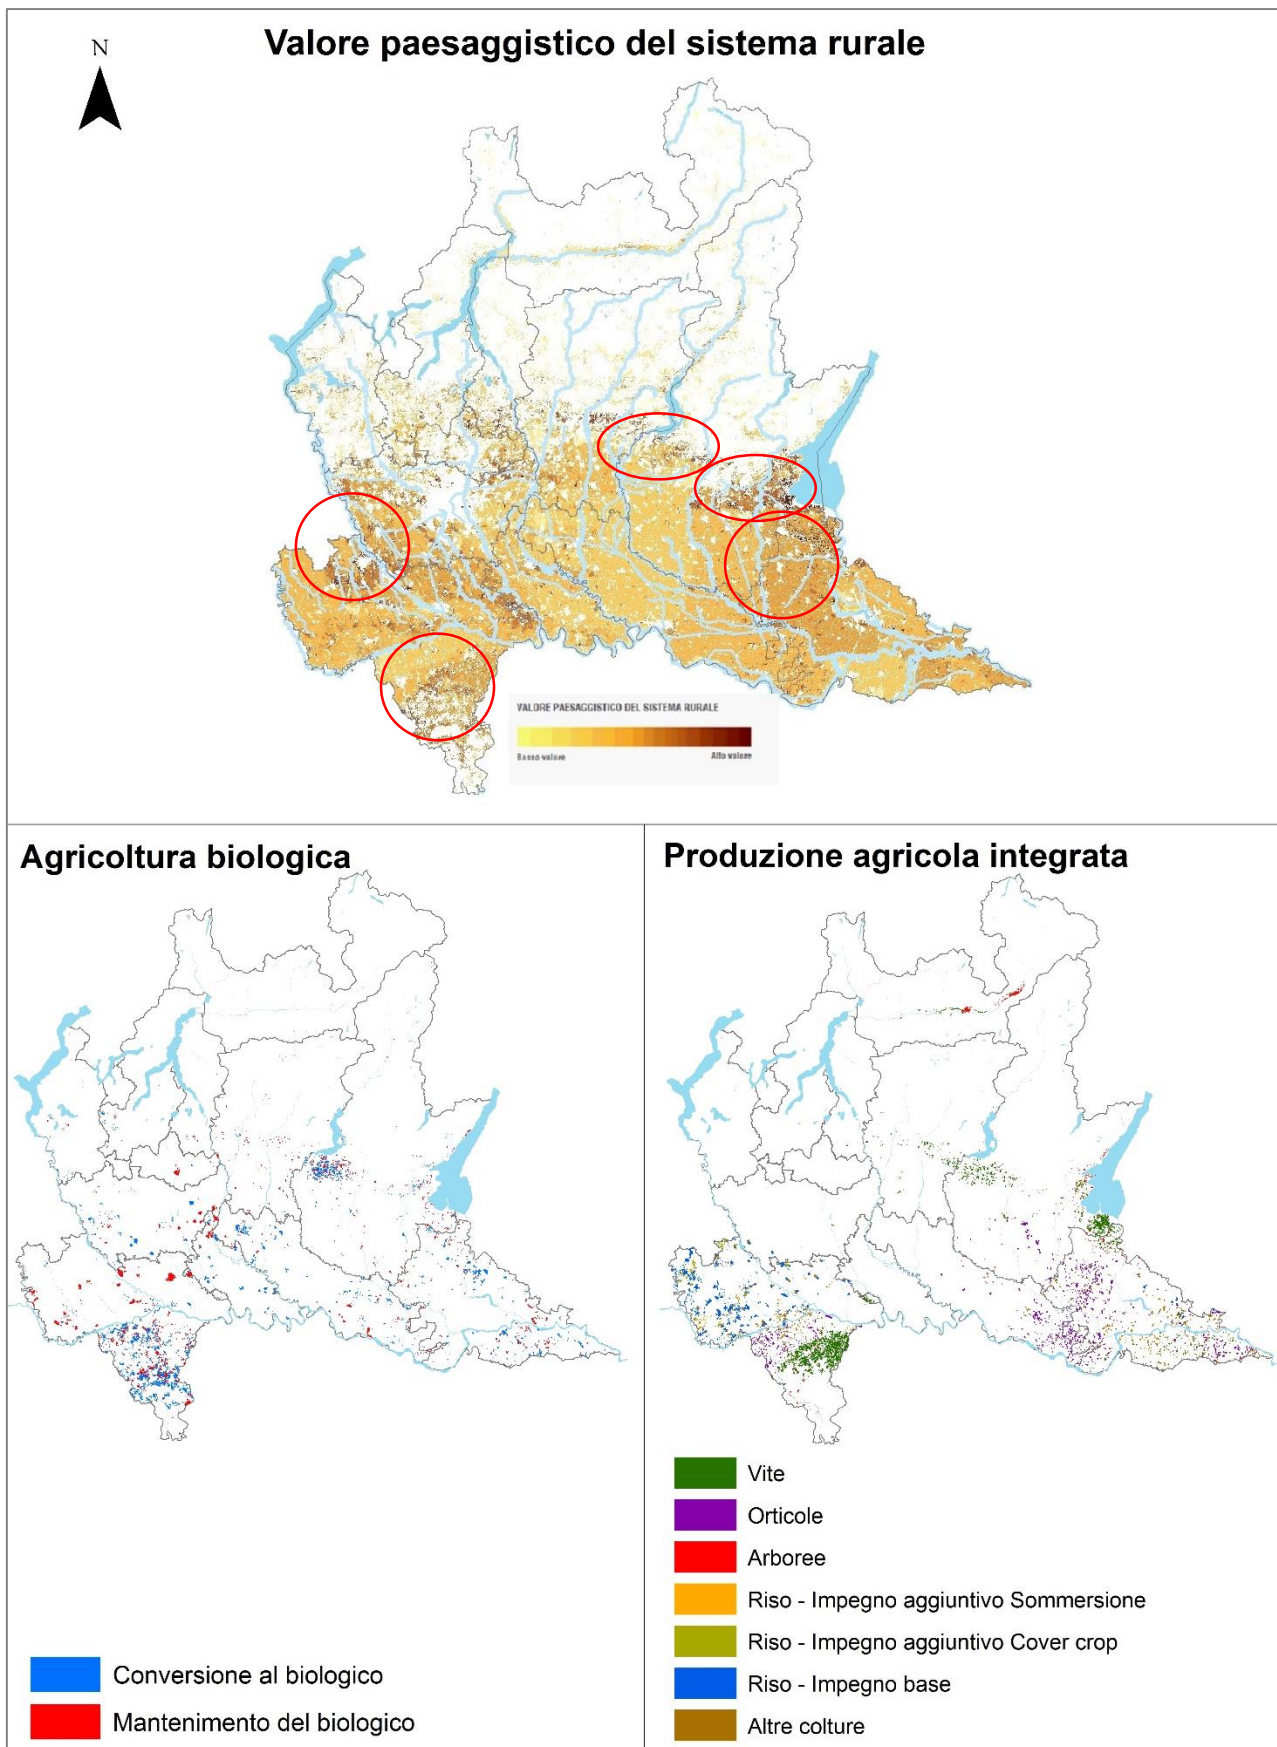 Valore paesaggistico del sistema rurale
N
VALORE PAESAGGISTICO DEL SISTEMA RURALE
Basso valore Alto valore
Agricoltura biologica
Conversione al biologico
Mantenimento del biologico
Produzione agricola integrata
Vite
Orticole
Arboree
Riso - Impegno aggiuntivo Sommersione
Riso - Impegno aggiuntivo Cover crop
Riso - Impegno base
Altre colture